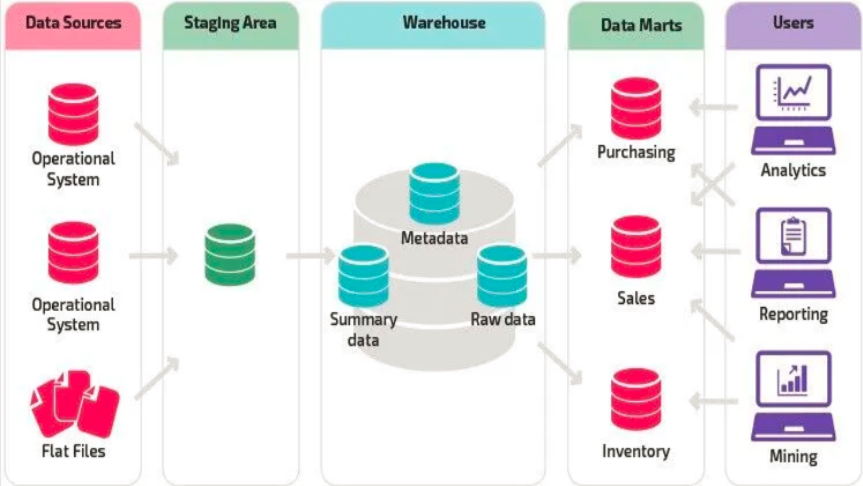 Data Sources
Staging Area
Warehouse
Data Marts
Users
Operational
System
Operational
System
Flat Files
Metadata
Summary
data
Raw data
Purchasing
Sales
Inventory
Analytics
Reporting
Mining